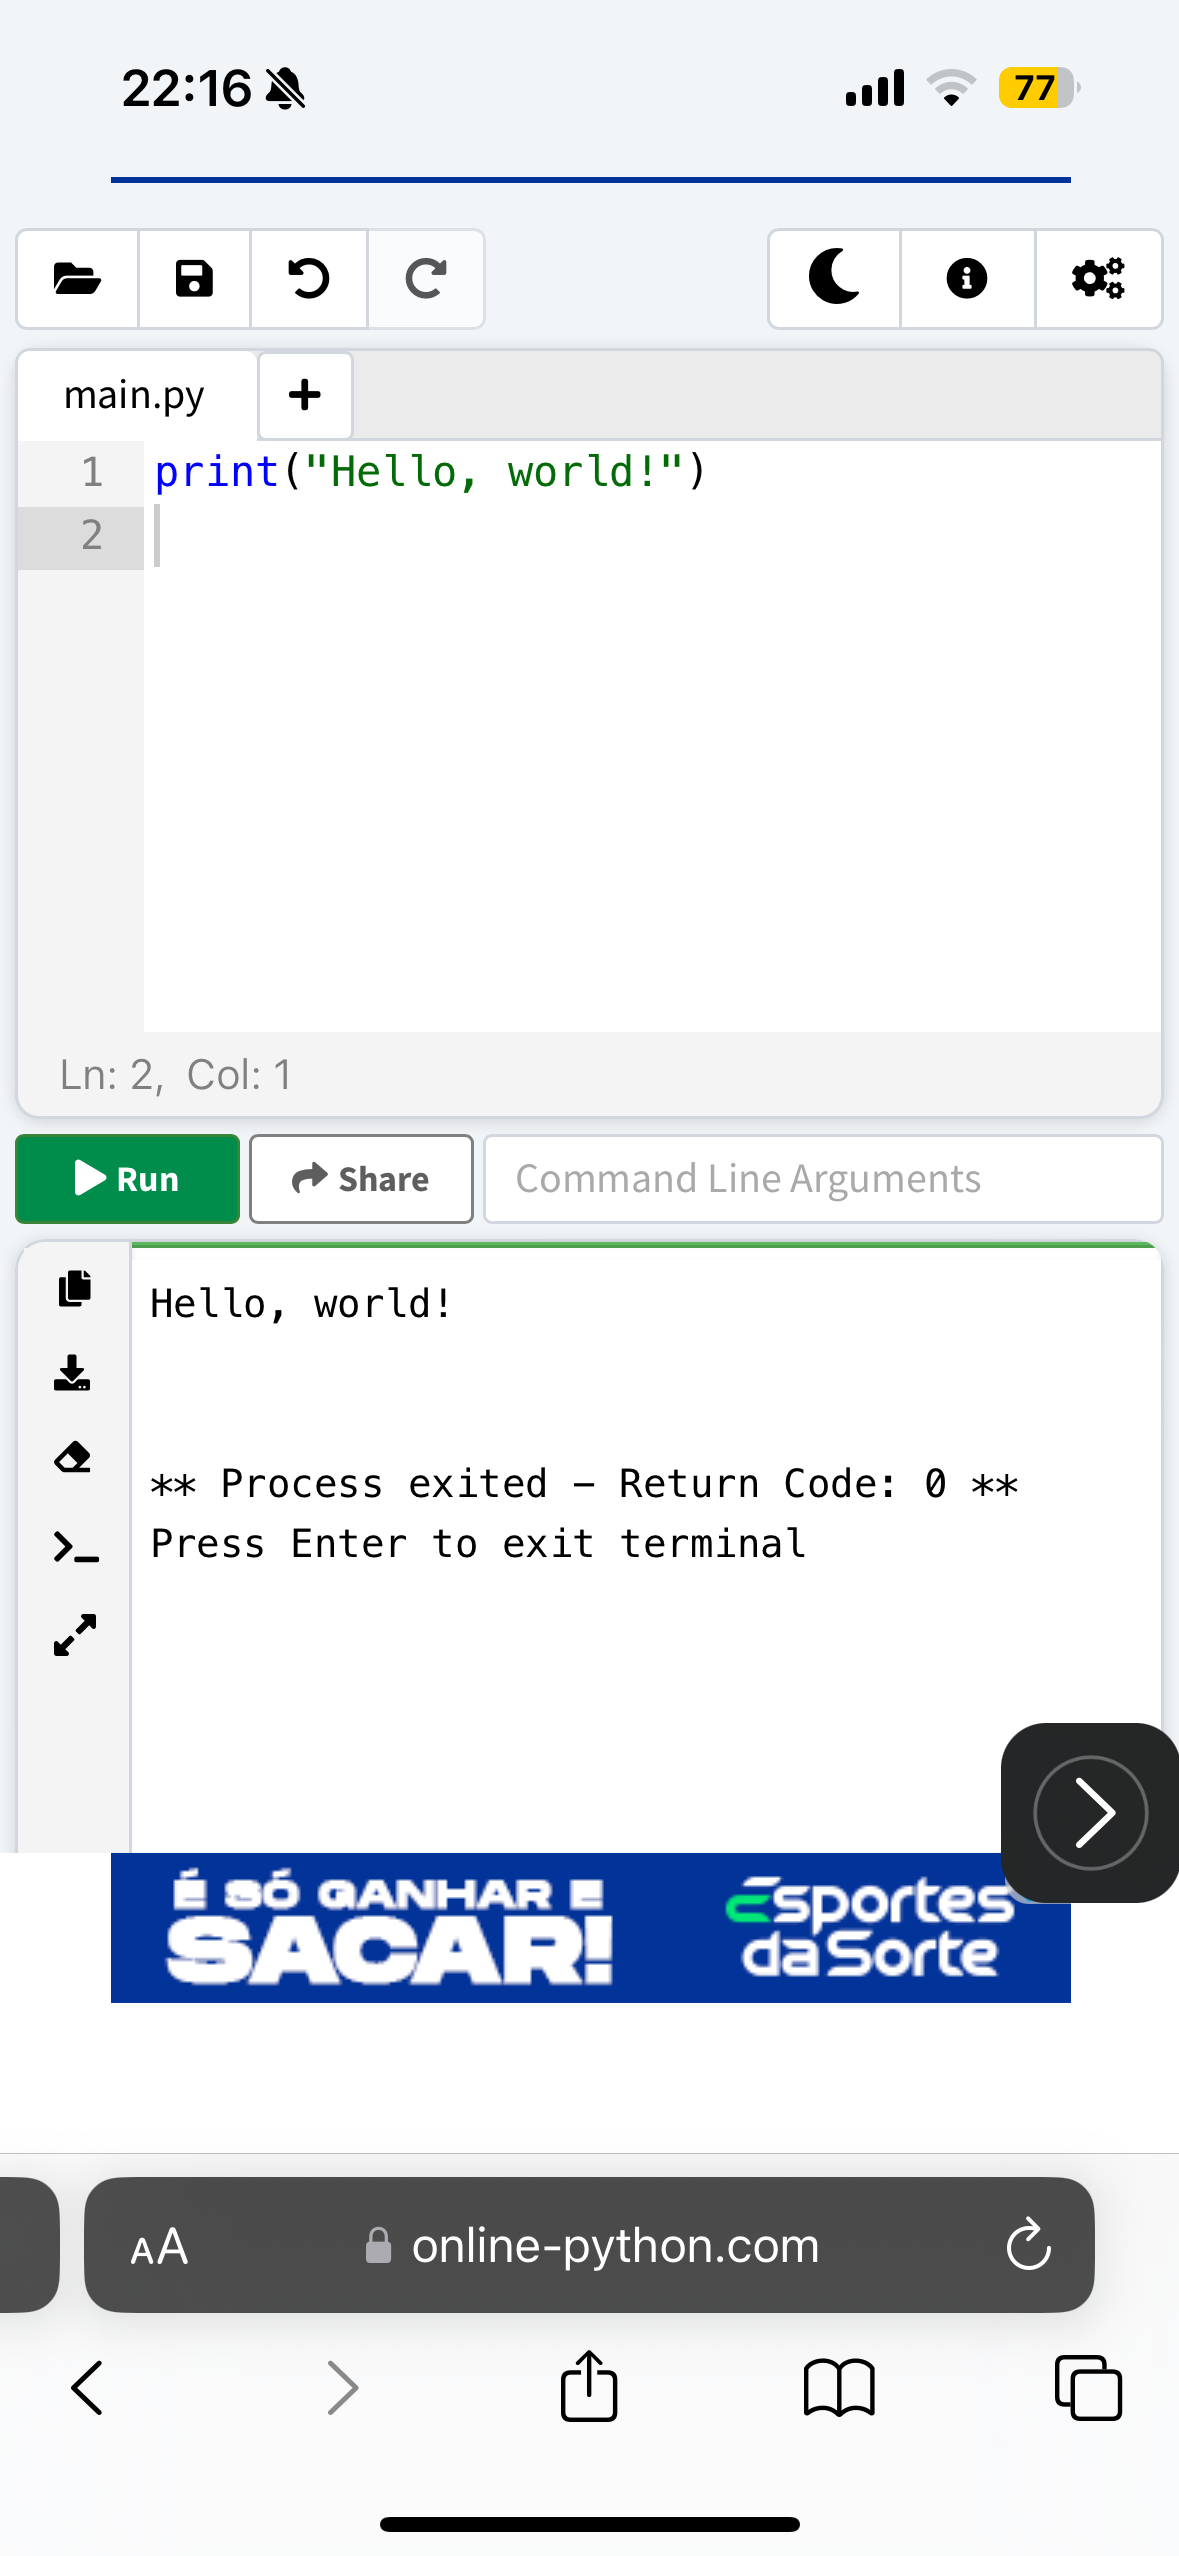 22:16
77
main.py
1 print("Hello, world!")
2
Ln: 2, Col: 1
Run Share Command Line Arguments
Hello, world!
** Process exited - Return Code: 0 **
Press Enter to exit terminal
É SÓ GANHAR E
SACAR!
Esportes
da Sorte
AA online-python.com